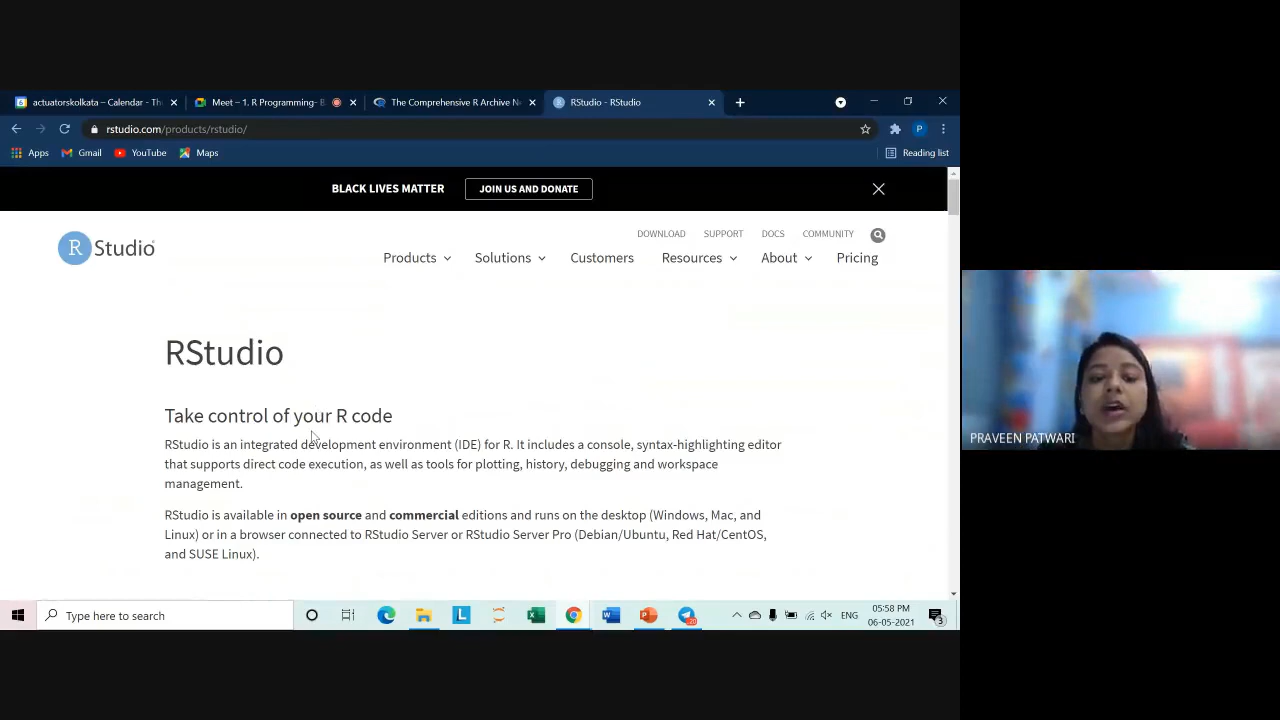 actuatorskolkata – Calendar - Th
Meet – 1. R Programming- B
The Comprehensive R Archive N
RStudio - RStudio
rstudio.com/products/rstudio/
Apps
Gmail
YouTube
Maps
Reading list
P
BLACK LIVES MATTER
JOIN US AND DONATE
R Studio
DOWNLOAD
SUPPORT
DOCS
COMMUNITY
Products
Solutions
Customers
Resources
About
Pricing
RStudio
Take control of your R code
RStudio is an integrated development environment (IDE) for R. It includes a console, syntax-highlighting editor
that supports direct code execution, as well as tools for plotting, history, debugging and workspace
management.
RStudio is available in open source and commercial editions and runs on the desktop (Windows, Mac, and
Linux) or in a browser connected to RStudio Server or RStudio Server Pro (Debian/Ubuntu, Red Hat/CentOS,
and SUSE Linux).
PRAVEEN PATWARI
Type here to search
ENG
05:58 PM
06-05-2021
3